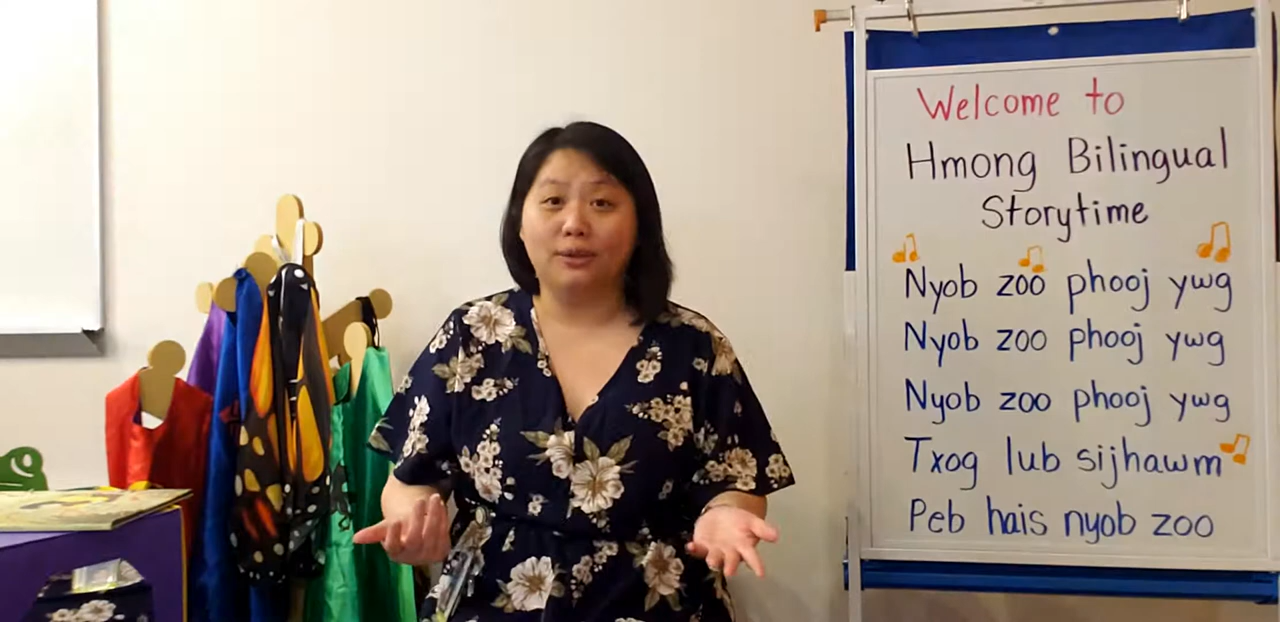 Welcome to
Hmong Bilingual
Storytime
Nyob zoo phooj ywg
Nyob zoo phooj ywg
Nyob zoo phooj ywg
Txog lub sijhawm
Peb hais nyob zoo